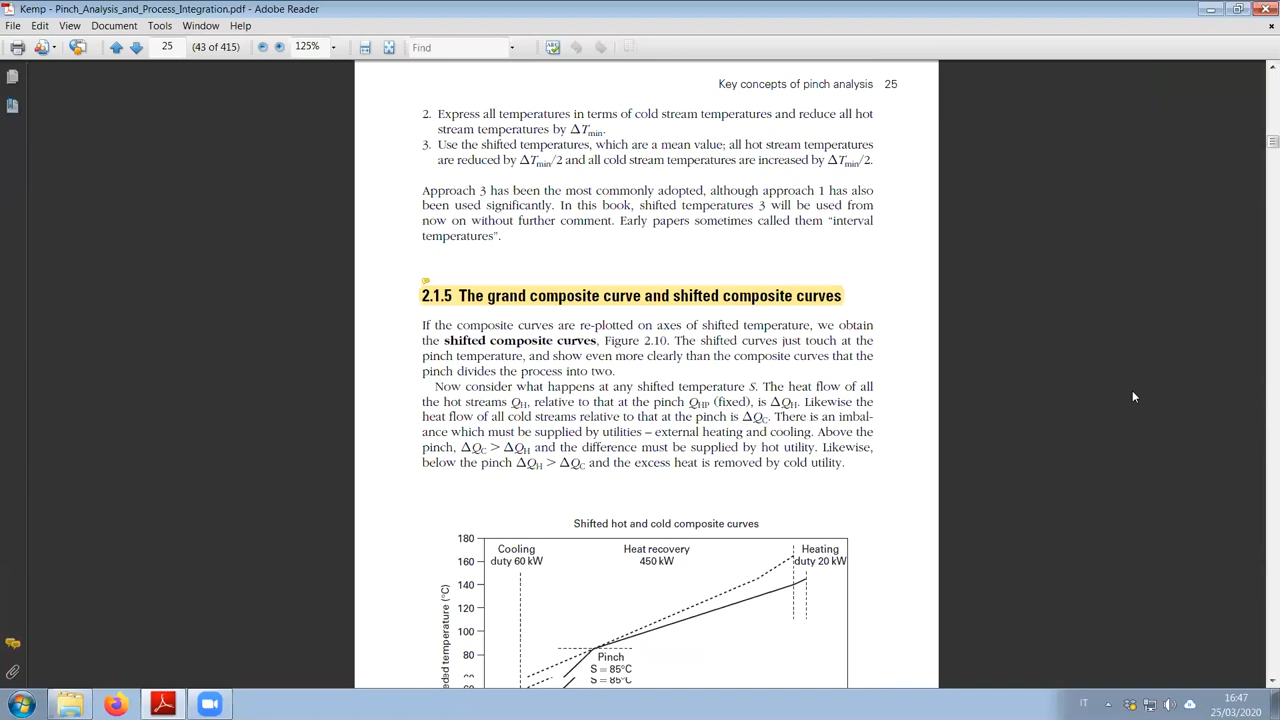 Kemp - Pinch_Analysis_and_Process_Integration.pdf - Adobe Reader
File Edit View Document Tools Window Help
25 (43 of 415) 125% Find
Key concepts of pinch analysis 25
2. Express all temperatures in terms of cold stream temperatures and reduce all hot
stream temperatures by ΔTmin.
3. Use the shifted temperatures, which are a mean value; all hot stream temperatures
are reduced by ΔTmin/2 and all cold stream temperatures are increased by ΔTmin/2.
Approach 3 has been the most commonly adopted, although approach 1 has also
been used significantly. In this book, shifted temperatures 3 will be used from
now on without further comment. Early papers sometimes called them “interval
temperatures”.
2.1.5 The grand composite curve and shifted composite curves
If the composite curves are re-plotted on axes of shifted temperature, we obtain
the shifted composite curves, Figure 2.10. The shifted curves just touch at the
pinch temperature, and show even more clearly than the composite curves that the
pinch divides the process into two.
Now consider what happens at any shifted temperature S. The heat flow of all
the hot streams QH, relative to that at the pinch QHP (fixed), is ΔQH. Likewise the
heat flow of all cold streams relative to that at the pinch is ΔQC. There is an imbal-
ance which must be supplied by utilities – external heating and cooling. Above the
pinch, ΔQC > ΔQH and the difference must be supplied by hot utility. Likewise,
below the pinch ΔQH > ΔQC and the excess heat is removed by cold utility.
Shifted hot and cold composite curves
180
Cooling Heat recovery Heating
160 duty 60 kW 450 kW duty 20 kW
140
120
100
80
Pinch
S = 85°C
S = 85°C
temperature (°C)
IT
16:47
25/03/2020